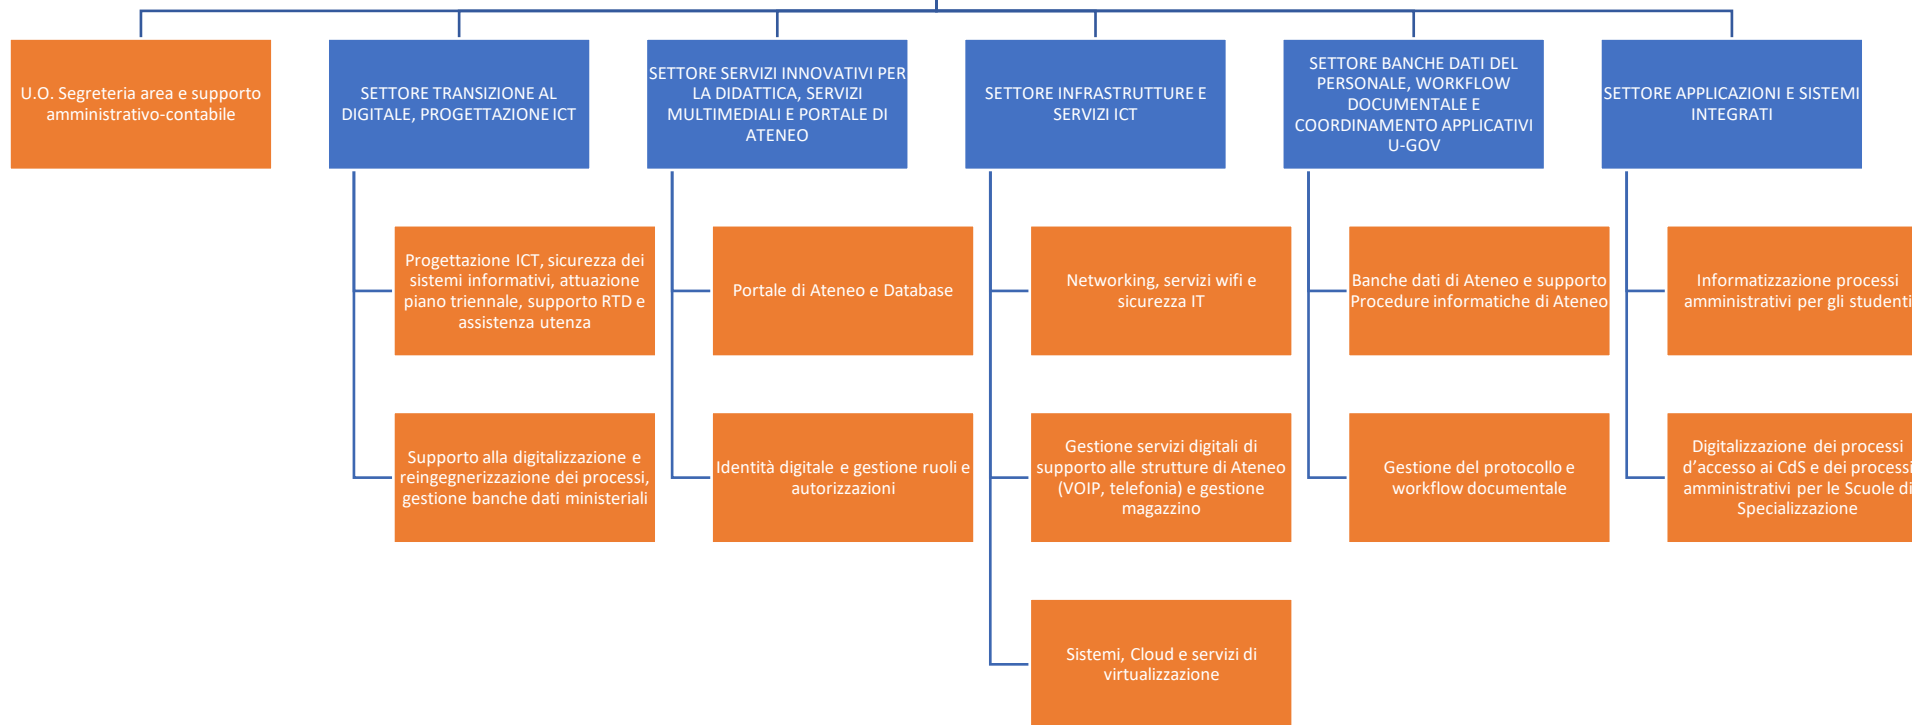 U.O. Segreteria area e supporto
amministrativo-contabile
SETTORE TRANSIZIONE AL
DIGITALE, PROGETTAZIONE ICT
SETTORE SERVIZI INNOVATIVI PER
LA DIDATTICA, SERVIZI
MULTIMEDIALI E PORTALE DI
ATENEO
SETTORE INFRASTRUTTURE E
SERVIZI ICT
SETTORE BANCHE DATI DEL
PERSONALE, WORKFLOW
DOCUMENTALE E
COORDINAMENTO APPLICATIVI
U-GOV
SETTORE APPLICAZIONI E SISTEMI
INTEGRATI
Progettazione ICT, sicurezza dei
sistemi informativi, attuazione
piano triennale, supporto RTD e
assistenza utenza
Portale di Ateneo e Database
Networking, servizi wifi e
sicurezza IT
Banche dati di Ateneo e supporto
Procedure informatiche di Ateneo
Informatizzazione processi
amministrativi per gli studenti
Supporto alla digitalizzazione e
reingegnerizzazione dei processi,
gestione banche dati ministeriali
Identità digitale e gestione ruoli e
autorizzazioni
Gestione servizi digitali di
supporto alle strutture di Ateneo
(VOIP, telefonia) e gestione
magazzino
Gestione del protocollo e
workflow documentale
Digitalizzazione dei processi
d’accesso ai CdS e dei processi
amministrativi per le Scuole di
Specializzazione
Sistemi, Cloud e servizi di
virtualizzazione